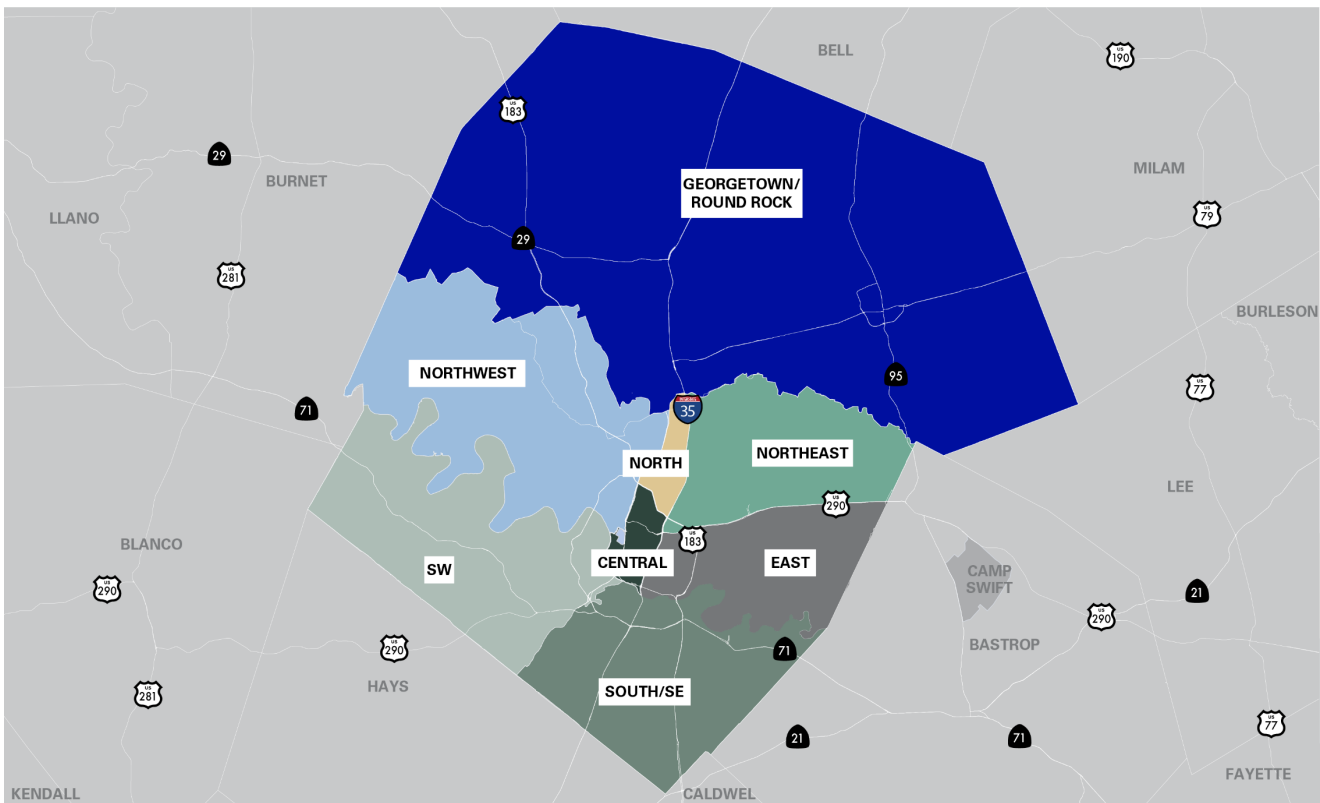 BELL
US
190
US
183
29
MILAM
BURNET
GEORGETOWN/
ROUND ROCK
LLANO
US
79
29
US
281
BURLESON
NORTHWEST
95
US
77
71
35
NORTH
NORTHEAST
LEE
US
290
BLANCO
US
183
SW
CENTRAL
EAST
CAMP
SWIFT
US
290
21
US
290
US
290
BASTROP
71
HAYS
US
281
SOUTH/SE
US
77
21
71
FAYETTE
KENDALL
CALDWEL